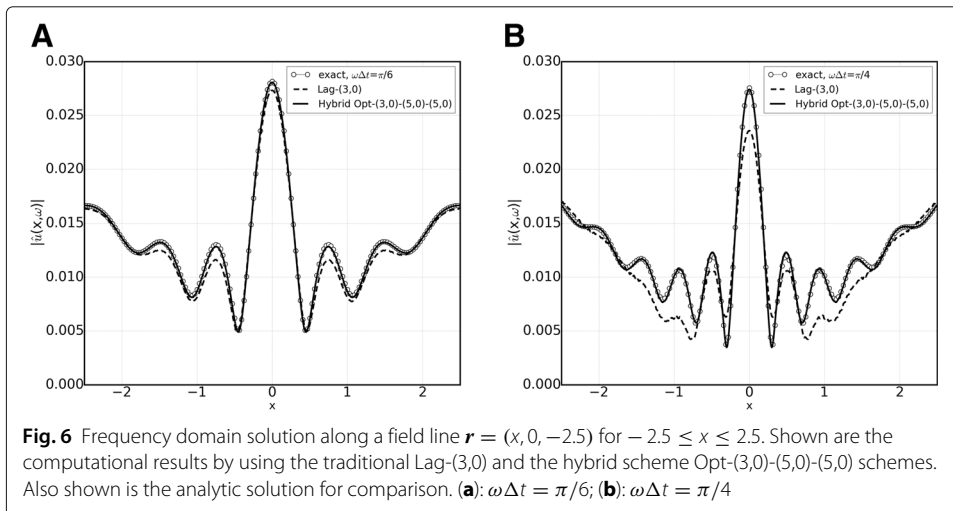 A
0.030
0.025
0.020
0.015
0.010
0.005
0.000
|û(x,ω)|
exact, ωΔt=π/6
Lag-(3,0)
Hybrid Opt-(3,0)-(5,0)-(5,0)
−2 −1 0 1 2
x
B
0.030
0.025
0.020
0.015
0.010
0.005
0.000
|û(x,ω)|
exact, ωΔt=π/4
Lag-(3,0)
Hybrid Opt-(3,0)-(5,0)-(5,0)
−2 −1 0 1 2
x
Fig. 6 Frequency domain solution along a field line r = (x, 0, −2.5) for − 2.5 ≤ x ≤ 2.5. Shown are the
computational results by using the traditional Lag-(3,0) and the hybrid scheme Opt-(3,0)-(5,0)-(5,0) schemes.
Also shown is the analytic solution for comparison. (a): ωΔt = π/6; (b): ωΔt = π/4